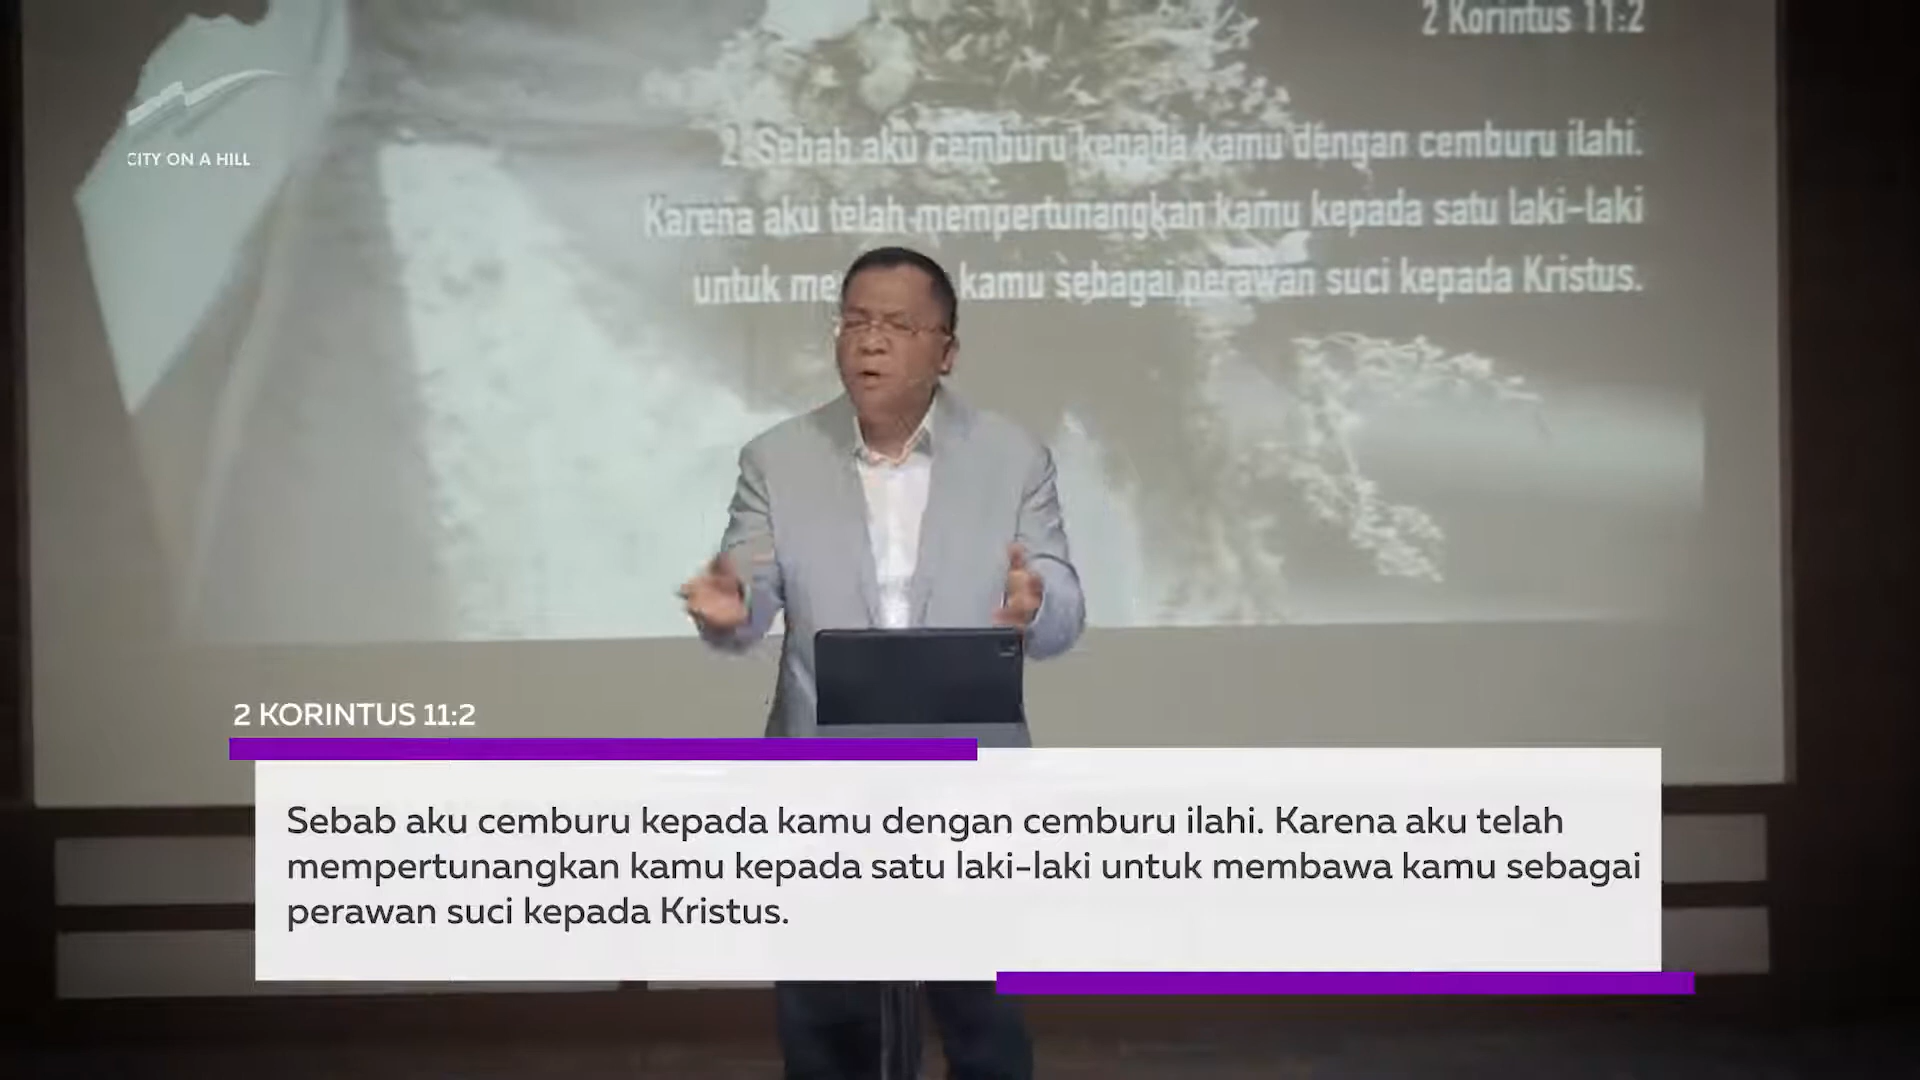 2 Korintus 11:2
CITY ON A HILL
2 Sebab aku cemburu kepada kamu dengan cemburu ilahi.
Karena aku telah mempertunangkan kamu kepada satu laki-laki
untuk me kamu sebagai perawan suci kepada Kristus.
2 KORINTUS 11:2
Sebab aku cemburu kepada kamu dengan cemburu ilahi. Karena aku telah
mempertunangkan kamu kepada satu laki-laki untuk membawa kamu sebagai
perawan suci kepada Kristus.